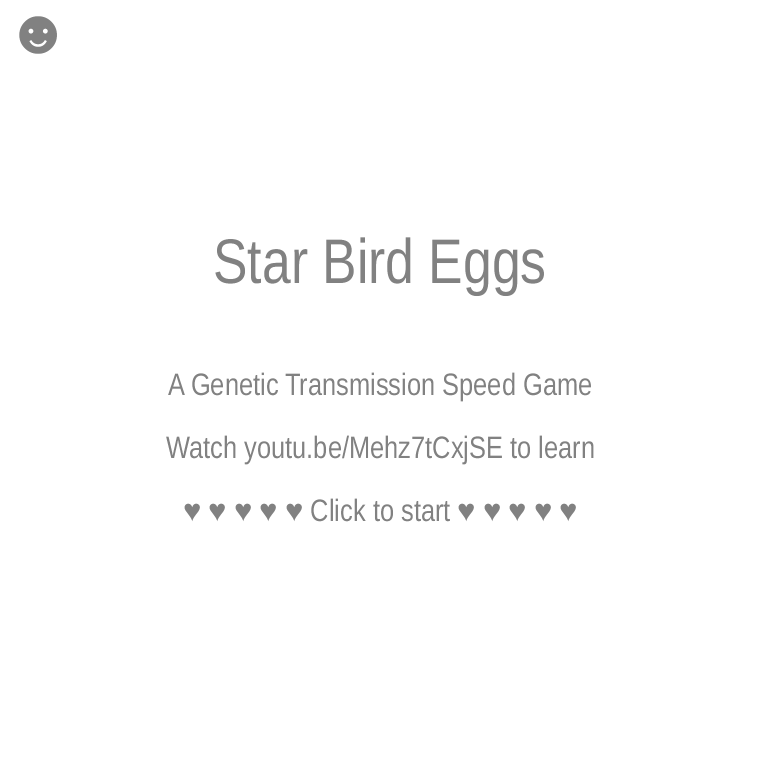 Star Bird Eggs
A Genetic Transmission Speed Game
Watch youtu.be/Mehz7tCxjSE to learn
♥ ♥ ♥ ♥ ♥ Click to start ♥ ♥ ♥ ♥ ♥